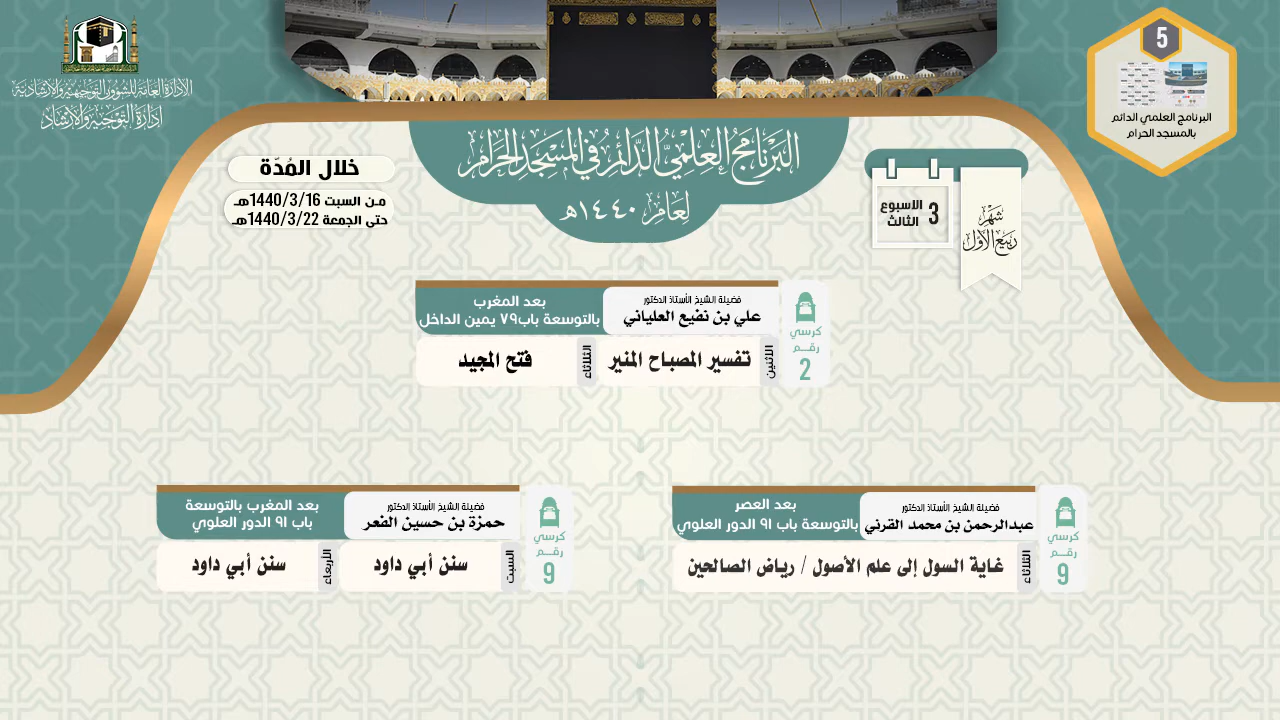 5
البرنامج العلمي الدائم
بالمسجد الحرام
الإدارة العامة للشؤون التوجيهية والإرشادية
إدارة التوجيه والإرشاد
البرنامج العلمي الدائم في المسجد الحرام
لعام ١٤٤٠هـ
شهر
ربيع الأول
3
الاسبوع
الثالث
خلال المُدّة
من السبت 1440/3/16هـ
حتى الجمعة 1440/3/22هـ
كرسي
رقم
2
فضيلة الشيخ الأستاذ الدكتور
علي بن نفيع العلياني
بعد المغرب
بالتوسعة باب٧٩ يمين الداخل
الاثنين
تفسير المصباح المنير
الثلاثاء
فتح المجيد
كرسي
رقم
9
فضيلة الشيخ الأستاذ الدكتور
عبدالرحمن بن محمد القرني
بعد العصر
بالتوسعة باب ٩١ الدور العلوي
الثلاثاء
غاية السول إلى علم الأصول / رياض الصالحين
كرسي
رقم
9
فضيلة الشيخ الأستاذ الدكتور
حمزة بن حسين الفعر
بعد المغرب بالتوسعة
باب ٩١ الدور العلوي
السبت
سنن أبي داود
الأربعاء
سنن أبي داود